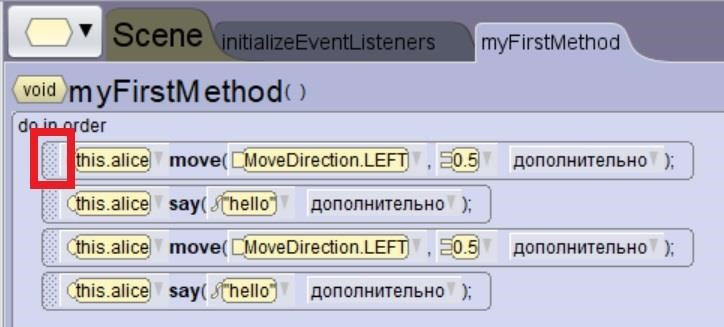 Scene initializeEventListeners myFirstMethod
void myFirstMethod ( )
do in order
this.alice move( MoveDirection.LEFT , 0.5 дополнительно );
this.alice say( "hello" дополнительно );
this.alice move( MoveDirection.LEFT , 0.5 дополнительно );
this.alice say( "hello" дополнительно );